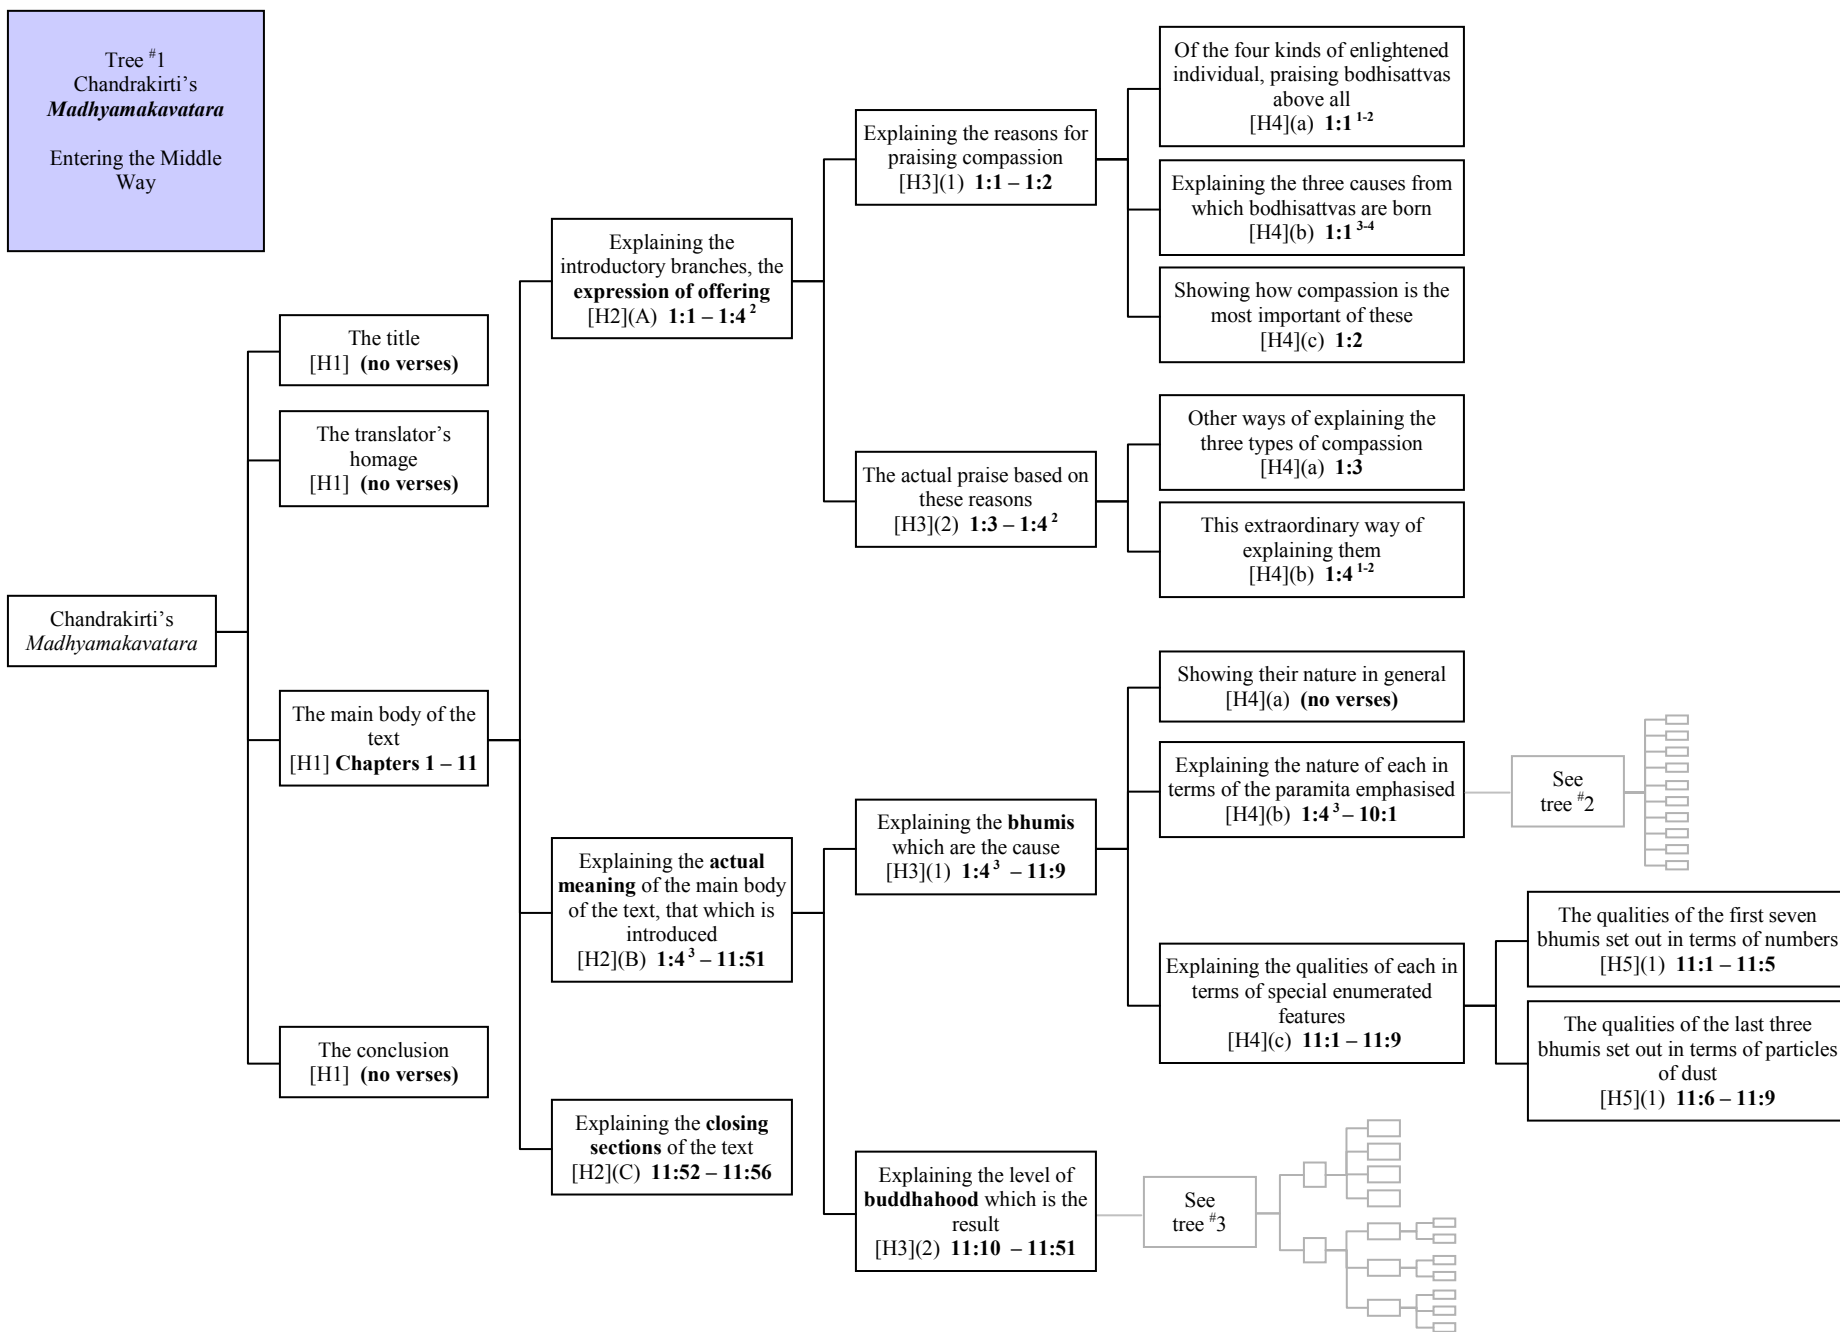 Tree #1
Chandrakirti’s
Madhyamakavatara
Entering the Middle
Way
Chandrakirti’s
Madhyamakavatara
The title
[H1] (no verses)
The translator’s
homage
[H1] (no verses)
The main body of the
text
[H1] Chapters 1 – 11
The conclusion
[H1] (no verses)
Explaining the
introductory branches, the
expression of offering
[H2](A) 1:1 – 1:4 2
Explaining the actual
meaning of the main body
of the text, that which is
introduced
[H2](B) 1:4 3 – 11:51
Explaining the closing
sections of the text
[H2](C) 11:52 – 11:56
Explaining the reasons for
praising compassion
[H3](1) 1:1 – 1:2
The actual praise based on
these reasons
[H3](2) 1:3 – 1:4 2
Explaining the bhumis
which are the cause
[H3](1) 1:4 3 – 11:9
Explaining the level of
buddhahood which is the
result
[H3](2) 11:10 – 11:51
Of the four kinds of enlightened
individual, praising bodhisattvas
above all
[H4](a) 1:1 1-2
Explaining the three causes from
which bodhisattvas are born
[H4](b) 1:1 3-4
Showing how compassion is the
most important of these
[H4](c) 1:2
Other ways of explaining the
three types of compassion
[H4](a) 1:3
This extraordinary way of
explaining them
[H4](b) 1:4 1-2
Showing their nature in general
[H4](a) (no verses)
Explaining the nature of each in
terms of the paramita emphasised
[H4](b) 1:4 3 – 10:1
Explaining the qualities of each in
terms of special enumerated
features
[H4](c) 11:1 – 11:9
See
tree #3
See
tree #2
The qualities of the first seven
bhumis set out in terms of numbers
[H5](1) 11:1 – 11:5
The qualities of the last three
bhumis set out in terms of particles
of dust
[H5](1) 11:6 – 11:9